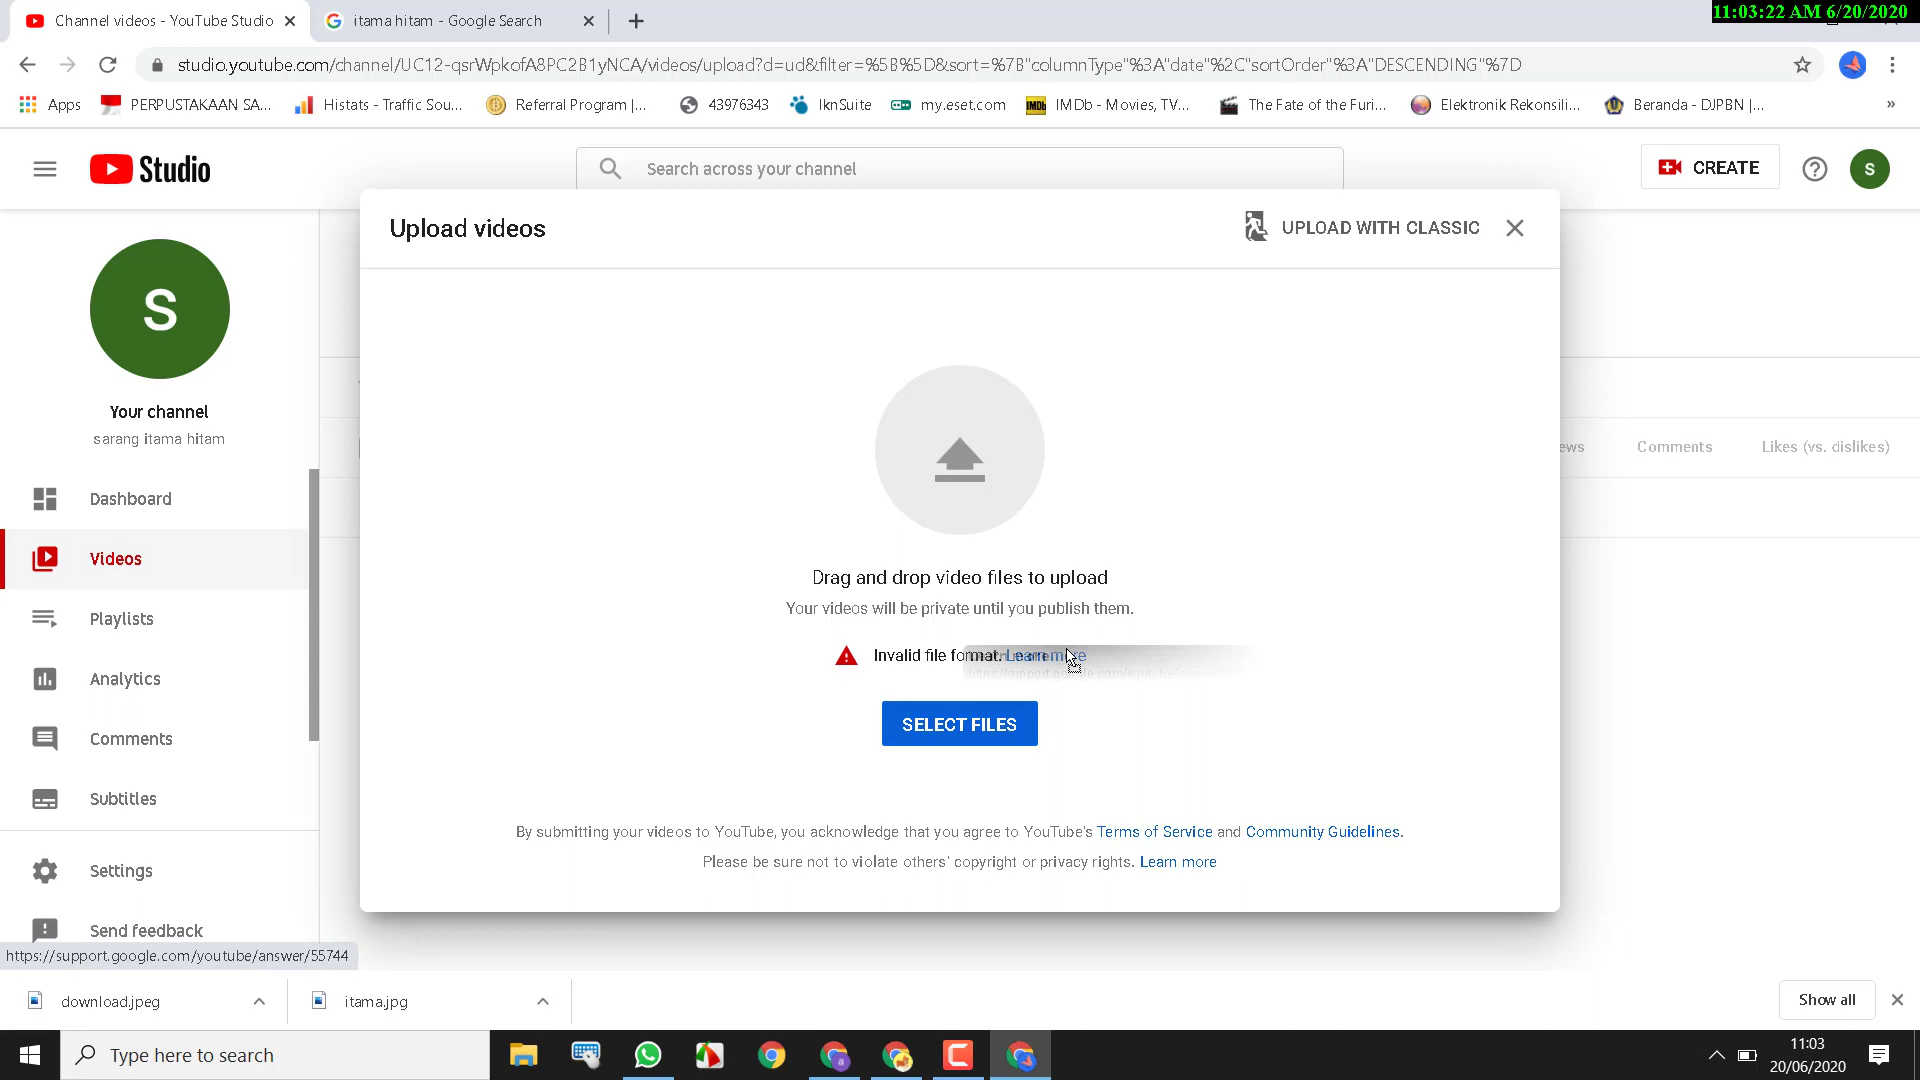 Channel videos - YouTube Studio
itama hitam - Google Search
11:03:22 AM 6/20/2020
studio.youtube.com/channel/UC12-qsrWpkofA8PC2B1yNCA/videos/upload?d=ud&filter=%5B%5D&sort=%7B"columnType"%3A"date"%2C"sortOrder"%3A"DESCENDING"%7D
Apps
PERPUSTAKAAN SA...
Histats - Traffic Sou...
Referral Program |...
43976343
IknSuite
my.eset.com
IMDb - Movies, TV...
The Fate of the Furi...
Elektronik Rekonsili...
Beranda - DJPBN |...
»
Studio
Search across your channel
CREATE
S
Upload videos
UPLOAD WITH CLASSIC
S
Your channel
sarang itama hitam
Dashboard
Videos
Playlists
Analytics
Comments
Subtitles
Settings
Send feedback
ews
Comments
Likes (vs. dislikes)
Drag and drop video files to upload
Your videos will be private until you publish them.
Invalid file format. Learn more
SELECT FILES
By submitting your videos to YouTube, you acknowledge that you agree to YouTube's Terms of Service and Community Guidelines.
Please be sure not to violate others' copyright or privacy rights. Learn more
https://support.google.com/youtube/answer/55744
download.jpeg
itama.jpg
Show all
Type here to search
11:03
20/06/2020